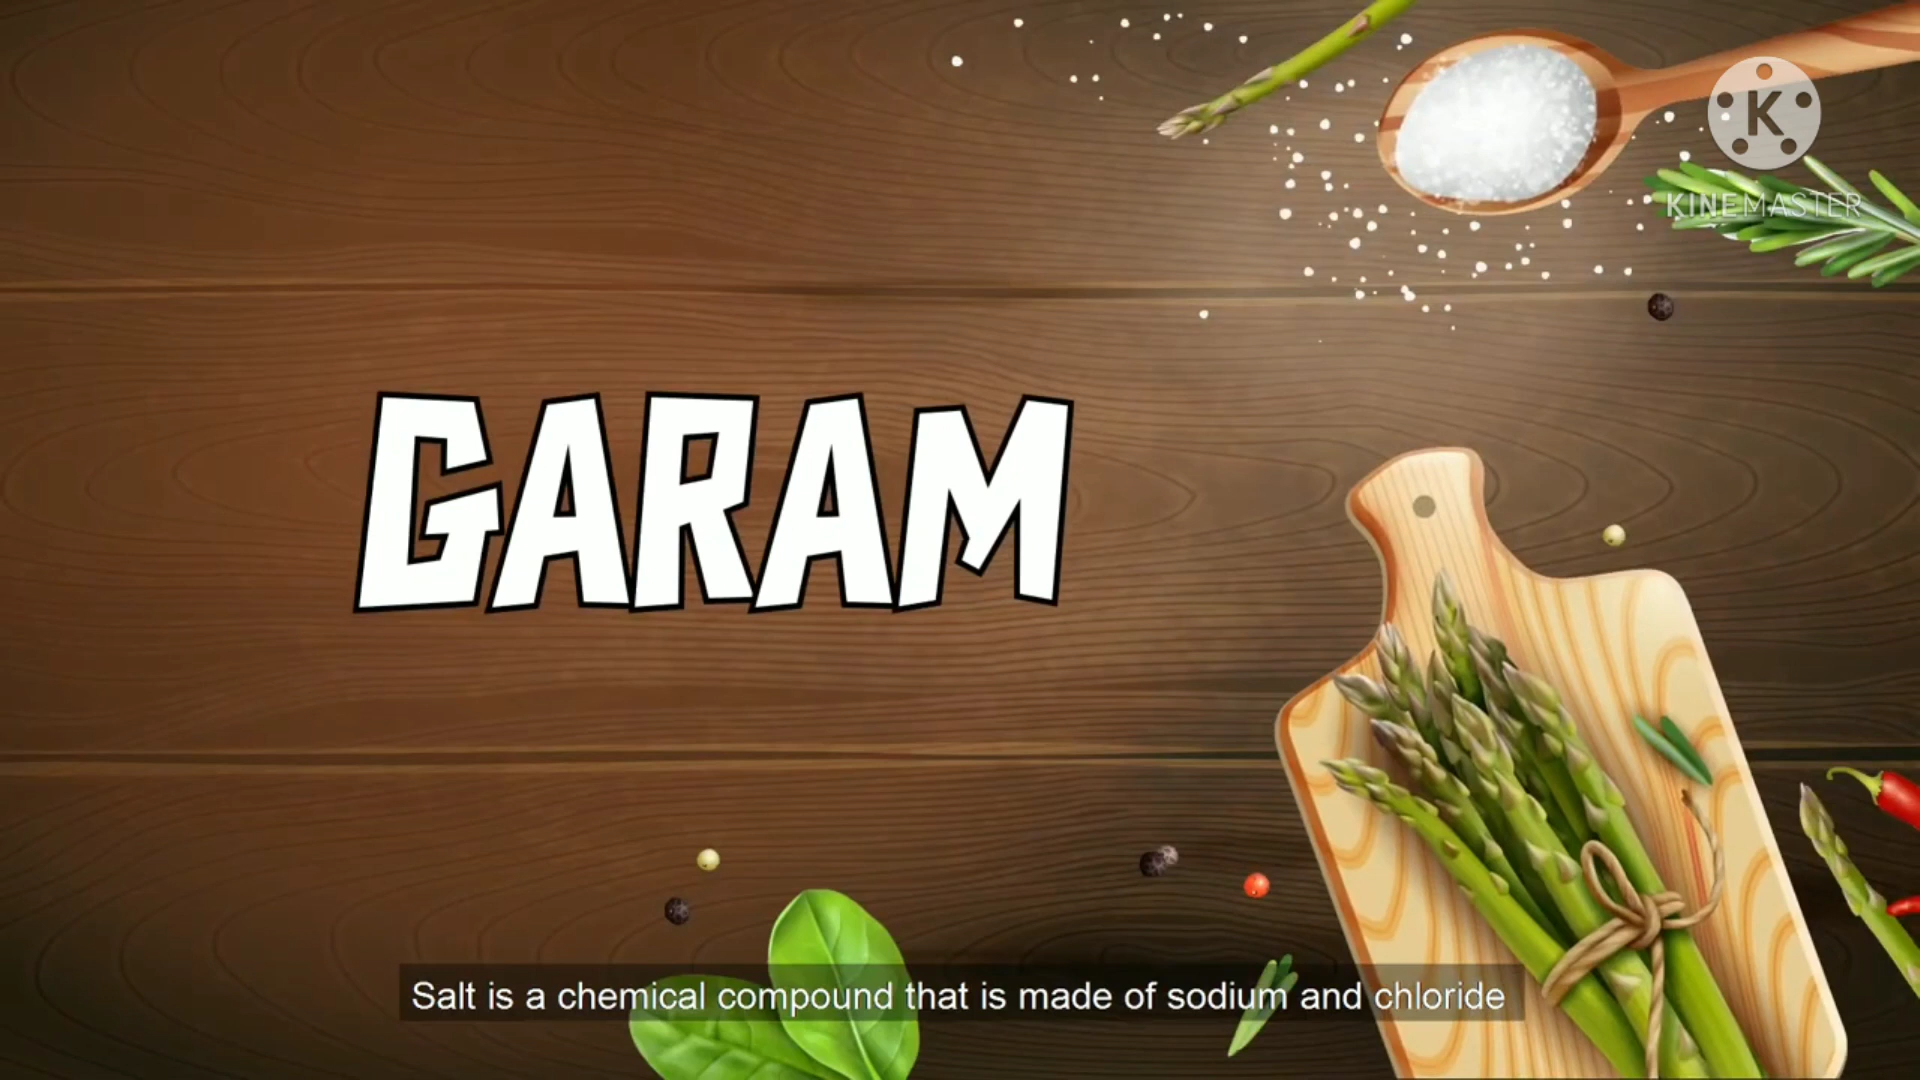 K
KINEMASTER
GARAM
Salt is a chemical compound that is made of sodium and chloride